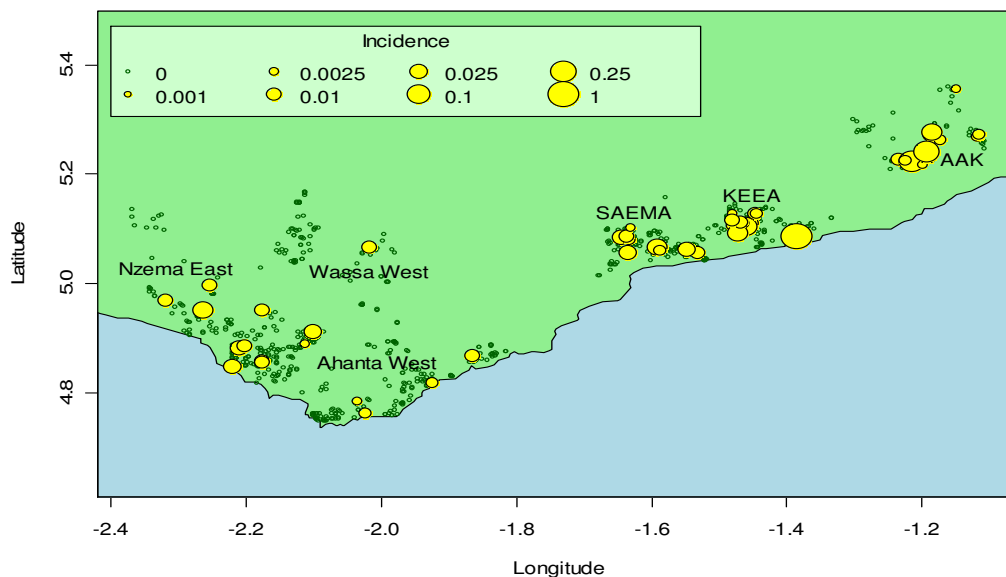 Incidence
0 0.0025 0.025 0.25
0.001 0.01 0.1 1
5.4
5.2
5.0
4.8
Latitude
AAK
KEEA
SAEMA
Nzema East
Wassa West
Ahanta West
-2.4 -2.2 -2.0 -1.8 -1.6 -1.4 -1.2
Longitude